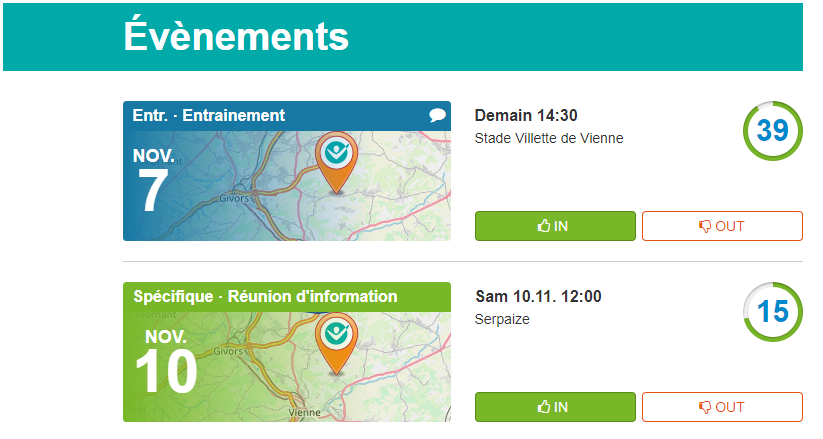 Évènements
Entr. · Entrainement
NOV.
7
Givors
Demain 14:30
Stade Villette de Vienne
39
IN
OUT
Spécifique · Réunion d'information
Mornant
NOV.
10
Givors
Vienne
Sam 10.11. 12:00
Serpaize
15
IN
OUT